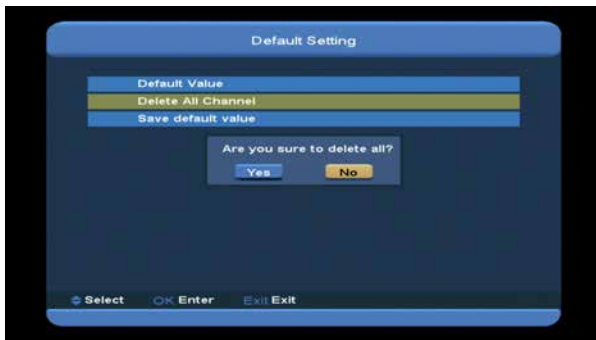 Default Setting
Default Value
Delete All Channel
Save default value
Are you sure to delete all?
Yes No
Select OK Enter Exit Exit